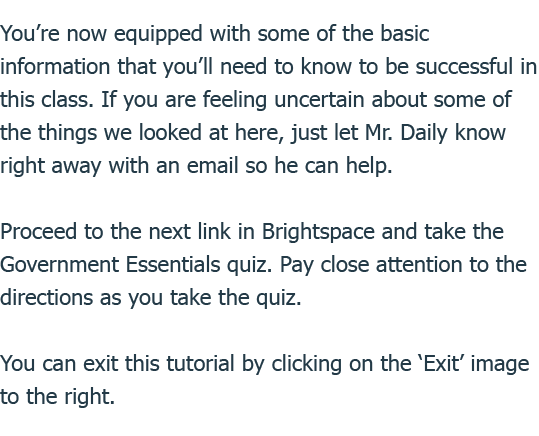 You’re now equipped with some of the basic
information that you’ll need to know to be successful in
this class. If you are feeling uncertain about some of
the things we looked at here, just let Mr. Daily know
right away with an email so he can help.
Proceed to the next link in Brightspace and take the
Government Essentials quiz. Pay close attention to the
directions as you take the quiz.
You can exit this tutorial by clicking on the ‘Exit’ image
to the right.